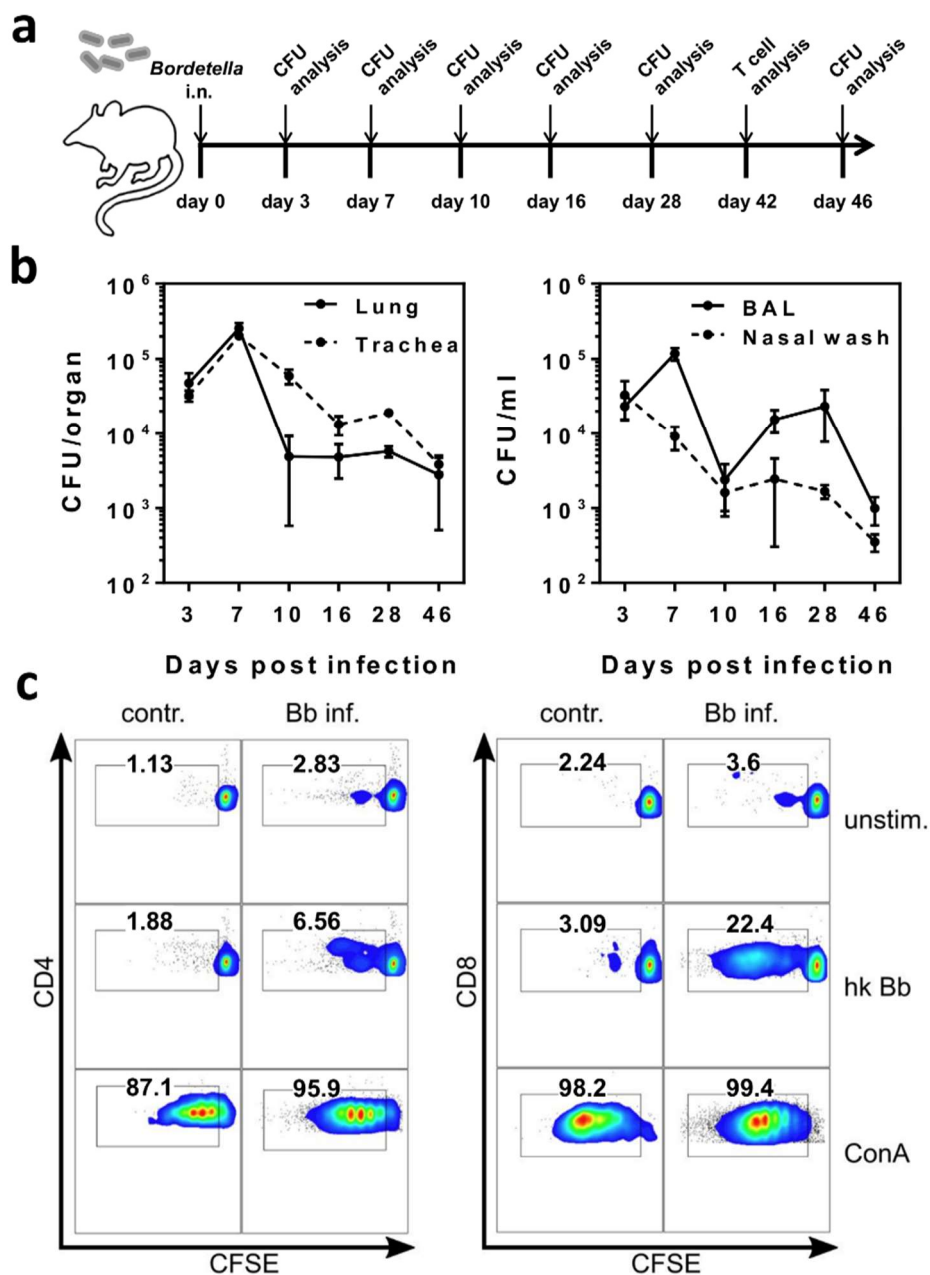 a
Bordetella
i.n.
CFU
analysis
CFU
analysis
CFU
analysis
CFU
analysis
CFU
analysis
T cell
analysis
CFU
analysis
day 0 day 3 day 7 day 10 day 16 day 28 day 42 day 46
b
10^6
10^5
10^4
10^3
10^2
CFU/organ
Lung
Trachea
3 7 10 16 28 46
Days post infection
10^6
10^5
10^4
10^3
10^2
CFU/ml
BAL
Nasal wash
3 7 10 16 28 46
Days post infection
c
contr. Bb inf. contr. Bb inf.
1.13 2.83 2.24 3.6 unstim.
1.88 6.56 3.09 22.4 hk Bb
CD4 CD8
87.1 95.9 98.2 99.4 ConA
CFSE CFSE